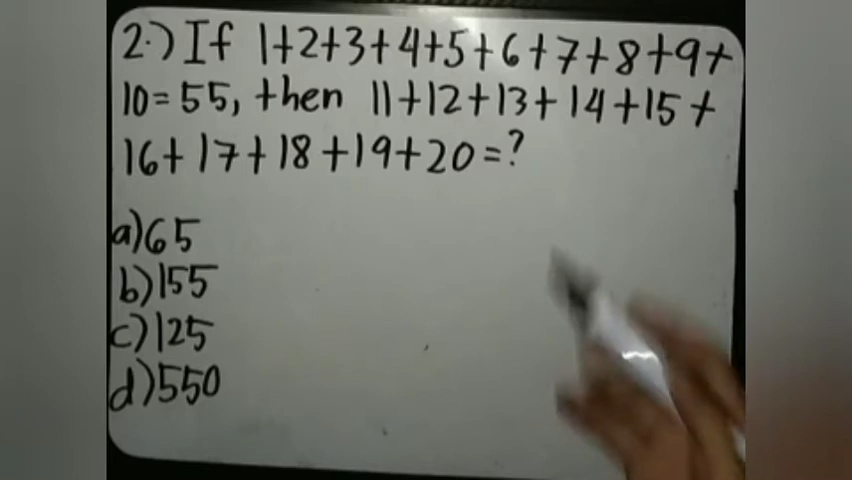 2.) If 1+2+3+4+5+6+7+8+9+
10=55, then 11+12+13+14+15+
16+17+18+19+20=?
a)65
b)155
c)125
d)550